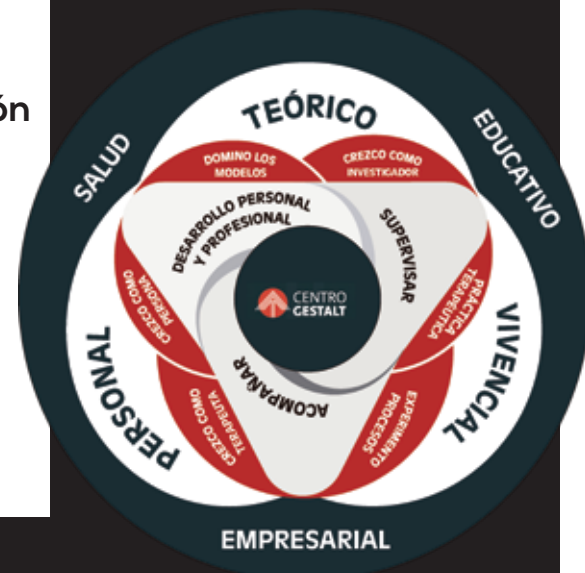 ón
SALUD
EDUCATIVO
TEÓRICO
DOMINO LOS
MODELOS
CREZCO COMO
INVESTIGADOR
DESARROLLO PERSONAL
Y PROFESIONAL
SUPERVISAR
CREZCO COMO
PERSONA
PRÁCTICA
TERAPÉUTICA
CENTRO
GESTALT
PERSONAL
VIVENCIAL
ACOMPAÑAR
CREZCO COMO
TERAPEUTA
EXPERIMENTO
PROCESOS
EMPRESARIAL